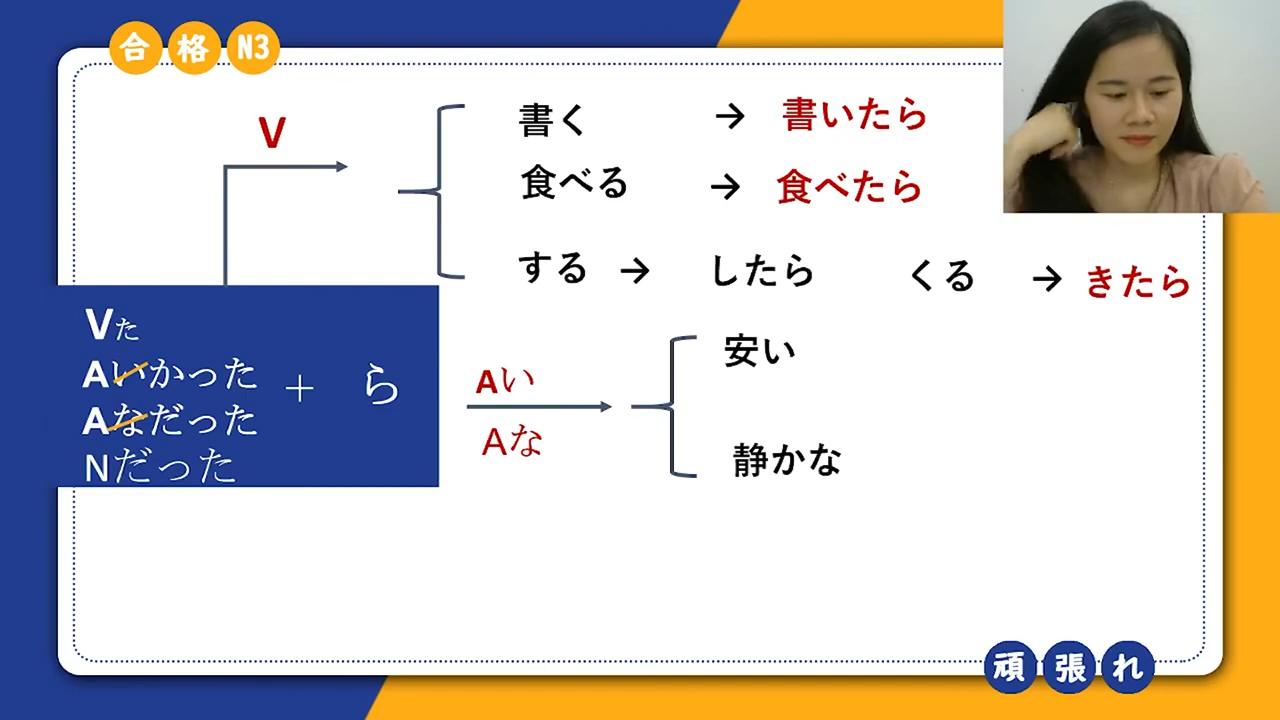 合格N3
V
書く → 書いたら
食べる → 食べたら
する → したら くる → きたら
Vた
Aいかった
Aなだった
Nだった
+ ら
Aい
Aな
安い
静かな
頑張れ